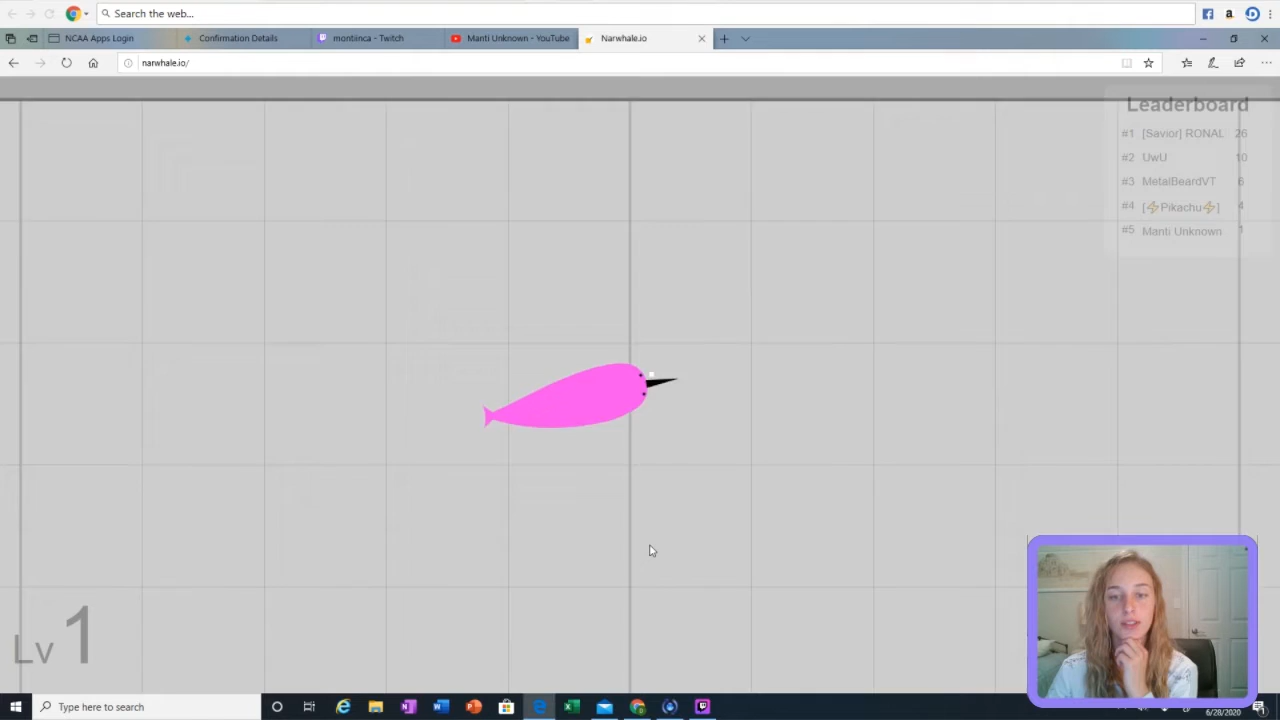 Search the web...
NCAA Apps Login
Confirmation Details
montiinca - Twitch
Manti Unknown - YouTube
Narwhale.io
narwhale.io/
Leaderboard
#1 [Savior] RONAL 26
#2 UwU 10
#3 MetalBeardVT 6
#4 [⚡Pikachu⚡] 4
#5 Manti Unknown 1
Lv 1
Type here to search
6/28/2020